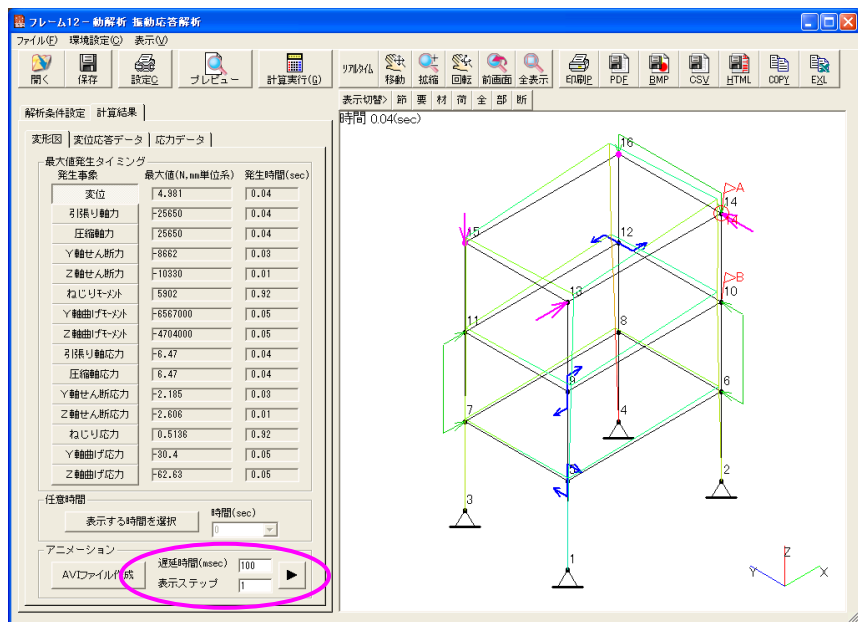 フレーム12－動解析 振動応答解析
ファイル(F) 環境設定(C) 表示(V)
開く 保存 設定C プレビュー 計算実行(G) リアルタイム 移動 拡縮 回転 前画面 全表示 印刷P PDF BMP CSV HTML COPY EXL
表示切替> 節 要 材 荷 全 部 断
解析条件設定 計算結果
時間 0.04(sec)
変形図 変位応答データ 応力データ
最大値発生タイミング
発生事象 最大値(N,mm単位系) 発生時間(sec)
変位 4.981 0.04
引張り軸力 -25650 0.04
圧縮軸力 25650 0.04
Y軸せん断力 -8662 0.03
Z軸せん断力 -10330 0.01
ねじりモーメント 5902 0.92
Y軸曲げモーメント -6567000 0.05
Z軸曲げモーメント -4704000 0.05
引張り軸応力 -6.47 0.04
圧縮軸応力 6.47 0.04
Y軸せん断応力 -2.185 0.03
Z軸せん断応力 -2.606 0.01
ねじり応力 0.5136 0.92
Y軸曲げ応力 -30.4 0.05
Z軸曲げ応力 -62.63 0.05
任意時間
表示する時間を選択 時間(sec)
0
アニメーション
AVIファイル作成 遅延時間(msec) 100
表示ステップ 1
16
A
14
15
12
13
B
10
11
8
9
6
7
4
5
2
3
1
Z
Y
X